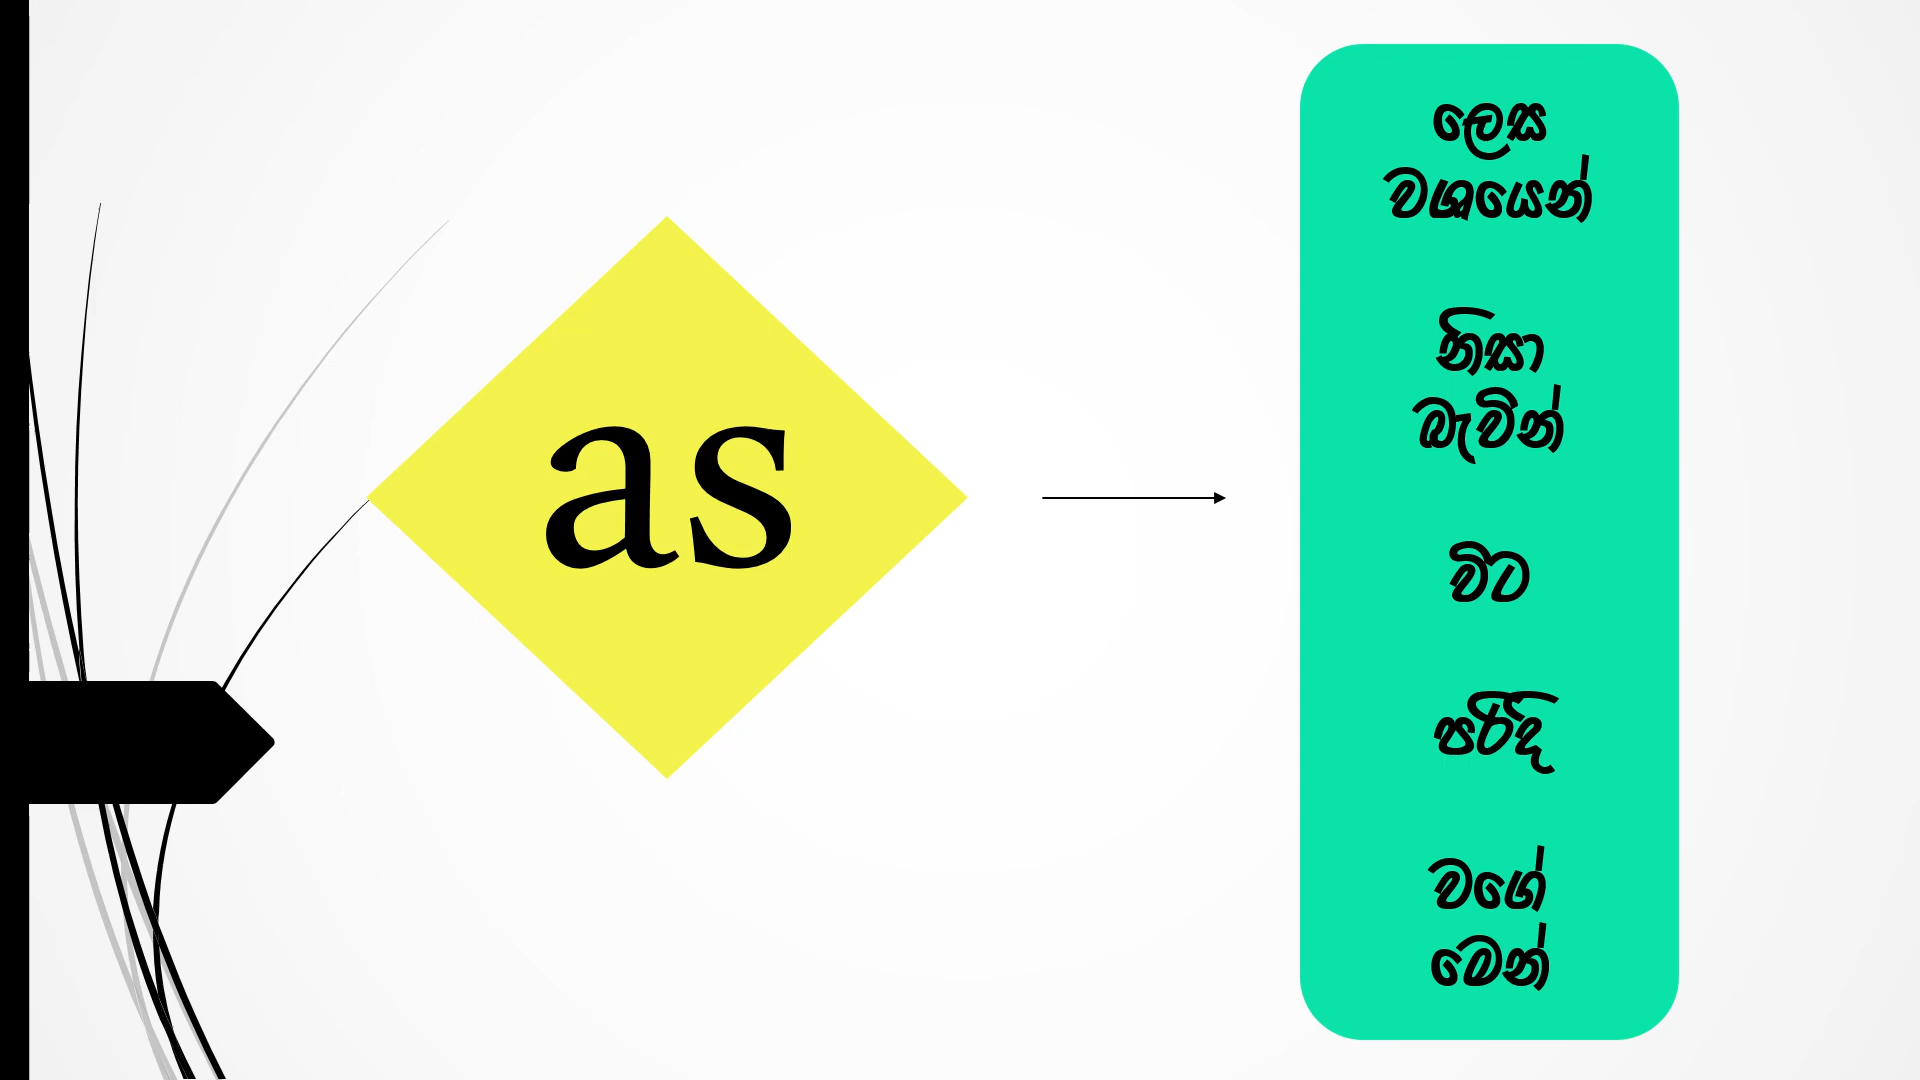 as
ලෙස
වශයෙන්
නිසා
බැවින්
විට
පරිදි
වගේ
මෙන්